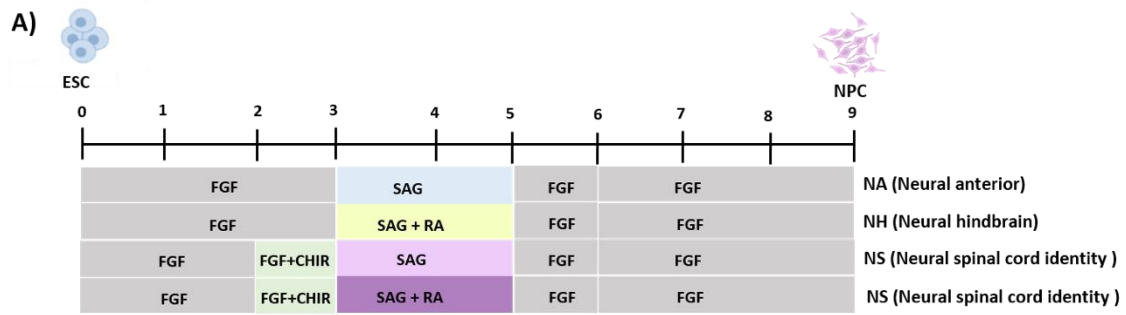 A)
ESC
NPC
0 1 2 3 4 5 6 7 8 9
FGF SAG FGF FGF NA (Neural anterior)
FGF SAG + RA FGF FGF NH (Neural hindbrain)
FGF FGF+CHIR SAG FGF FGF NS (Neural spinal cord identity )
FGF FGF+CHIR SAG + RA FGF FGF NS (Neural spinal cord identity )